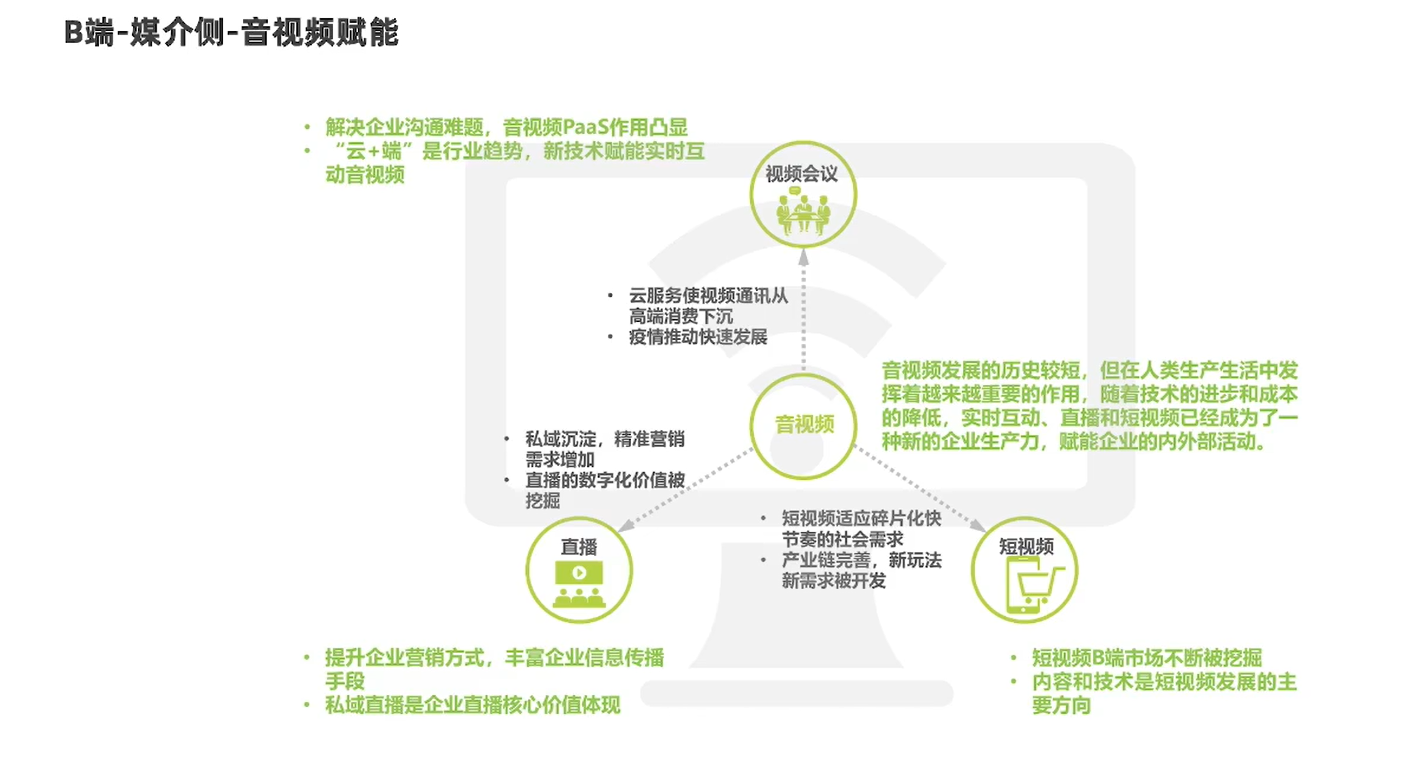 B端-媒介侧-音视频赋能
• 解决企业沟通难题，音视频PaaS作用凸显
• “云+端”是行业趋势，新技术赋能实时互
动音视频
视频会议
• 云服务使视频通讯从
高端消费下沉
• 疫情推动快速发展
音视频发展的历史较短，但在人类生产生活中发
挥着越来越重要的作用，随着技术的进步和成本
的降低，实时互动、直播和短视频已经成为了一
种新的企业生产力，赋能企业的内外部活动。
音视频
• 私域沉淀，精准营销
需求增加
• 直播的数字化价值被
挖掘
• 短视频适应碎片化快
节奏的社会需求
• 产业链完善，新玩法
新需求被开发
直播
短视频
• 提升企业营销方式，丰富企业信息传播
手段
• 私域直播是企业直播核心价值体现
• 短视频B端市场不断被挖掘
• 内容和技术是短视频发展的主
要方向